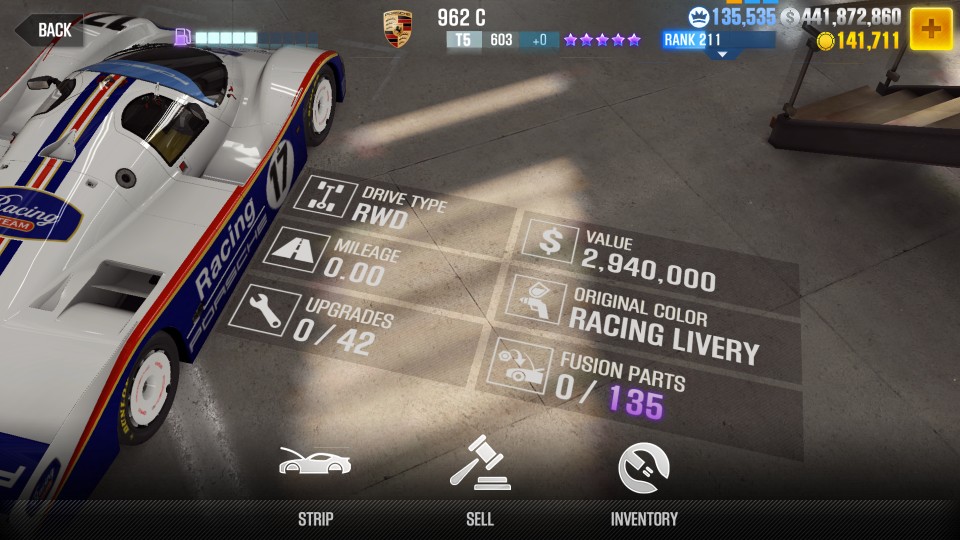 BACK
962 C
T5 603 +0
135,535
441,872,860
RANK 211
141,711
DRIVE TYPE
RWD
MILEAGE
0.00
UPGRADES
0 / 42
VALUE
2,940,000
ORIGINAL COLOR
RACING LIVERY
FUSION PARTS
0 / 135
17
Racing
PORSCHE
Racing
TEAM
STRIP
SELL
INVENTORY